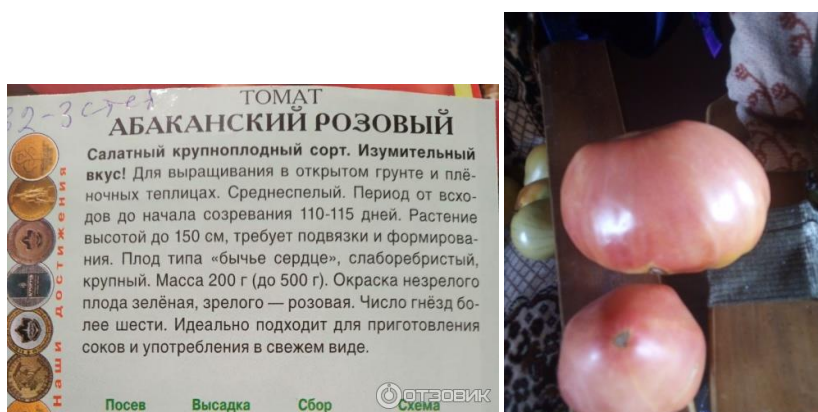 32-3 стеб
ТОМАТ
АБАКАНСКИЙ РОЗОВЫЙ
Салатный крупноплодный сорт. Изумительный
вкус! Для выращивания в открытом грунте и плё-
ночных теплицах. Среднеспелый. Период от всхо-
дов до начала созревания 110-115 дней. Растение
высотой до 150 см, требует подвязки и формирова-
ния. Плод типа «бычье сердце», слаборебристый,
крупный. Масса 200 г (до 500 г). Окраска незрелого
плода зелёная, зрелого — розовая. Число гнёзд бо-
лее шести. Идеально подходит для приготовления
соков и употребления в свежем виде.
Посев Высадка Сбор Схема
Наши достижения
ОТЗОВИК